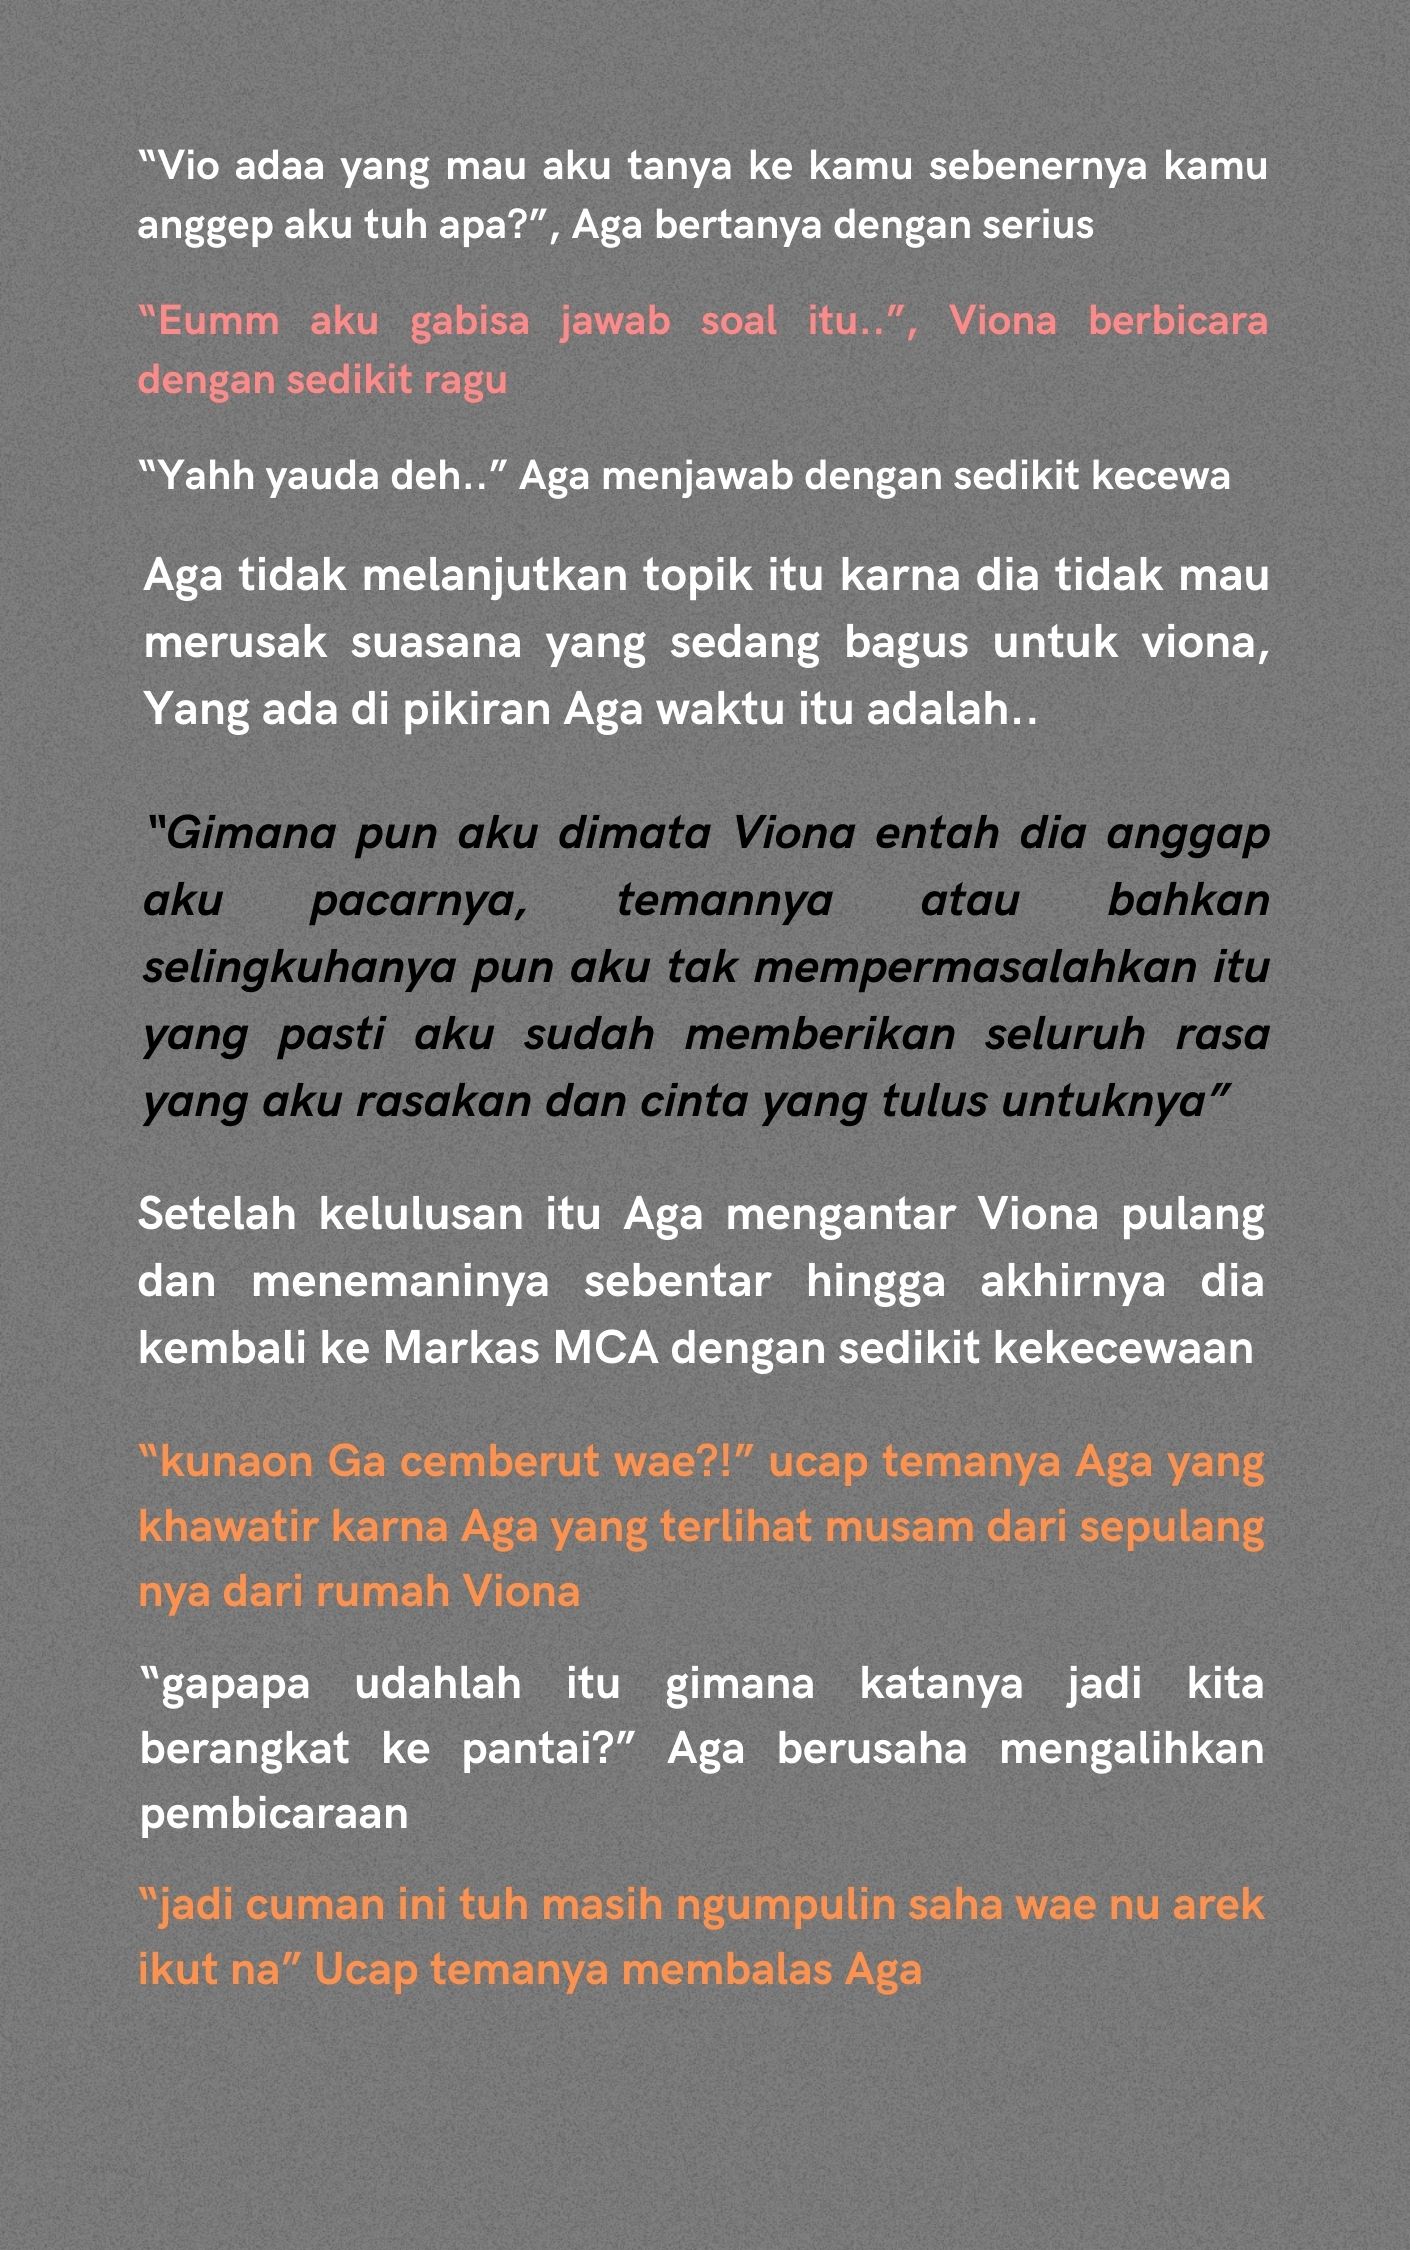 “Vio adaa yang mau aku tanya ke kamu sebenernya kamu
anggep aku tuh apa?”, Aga bertanya dengan serius
“Eumm aku gabisa jawab soal itu..”, Viona berbicara
dengan sedikit ragu
“Yahh yauda deh..” Aga menjawab dengan sedikit kecewa
Aga tidak melanjutkan topik itu karna dia tidak mau
merusak suasana yang sedang bagus untuk viona,
Yang ada di pikiran Aga waktu itu adalah..
“Gimana pun aku dimata Viona entah dia anggap
aku pacarnya, temannya atau bahkan
selingkuhanya pun aku tak mempermasalahkan itu
yang pasti aku sudah memberikan seluruh rasa
yang aku rasakan dan cinta yang tulus untuknya”
Setelah kelulusan itu Aga mengantar Viona pulang
dan menemaninya sebentar hingga akhirnya dia
kembali ke Markas MCA dengan sedikit kekecewaan
“kunaon Ga cemberut wae?!” ucap temanya Aga yang
khawatir karna Aga yang terlihat musam dari sepulang
nya dari rumah Viona
“gapapa udahlah itu gimana katanya jadi kita
berangkat ke pantai?” Aga berusaha mengalihkan
pembicaraan
“jadi cuman ini tuh masih ngumpulin saha wae nu arek
ikut na” Ucap temanya membalas Aga